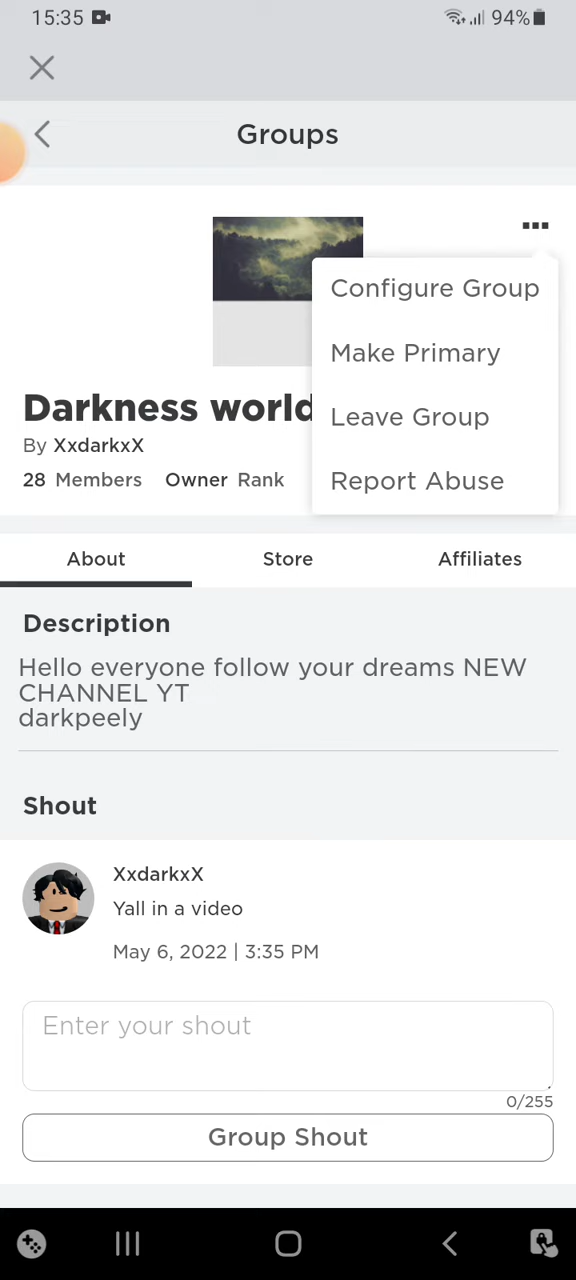 15:35
94%
Groups
Configure Group
Make Primary
Leave Group
Report Abuse
Darkness world
By XxdarkxX
28 Members Owner Rank
About Store Affiliates
Description
Hello everyone follow your dreams NEW
CHANNEL YT
darkpeely
Shout
XxdarkxX
Yall in a video
May 6, 2022 | 3:35 PM
Enter your shout
0/255
Group Shout